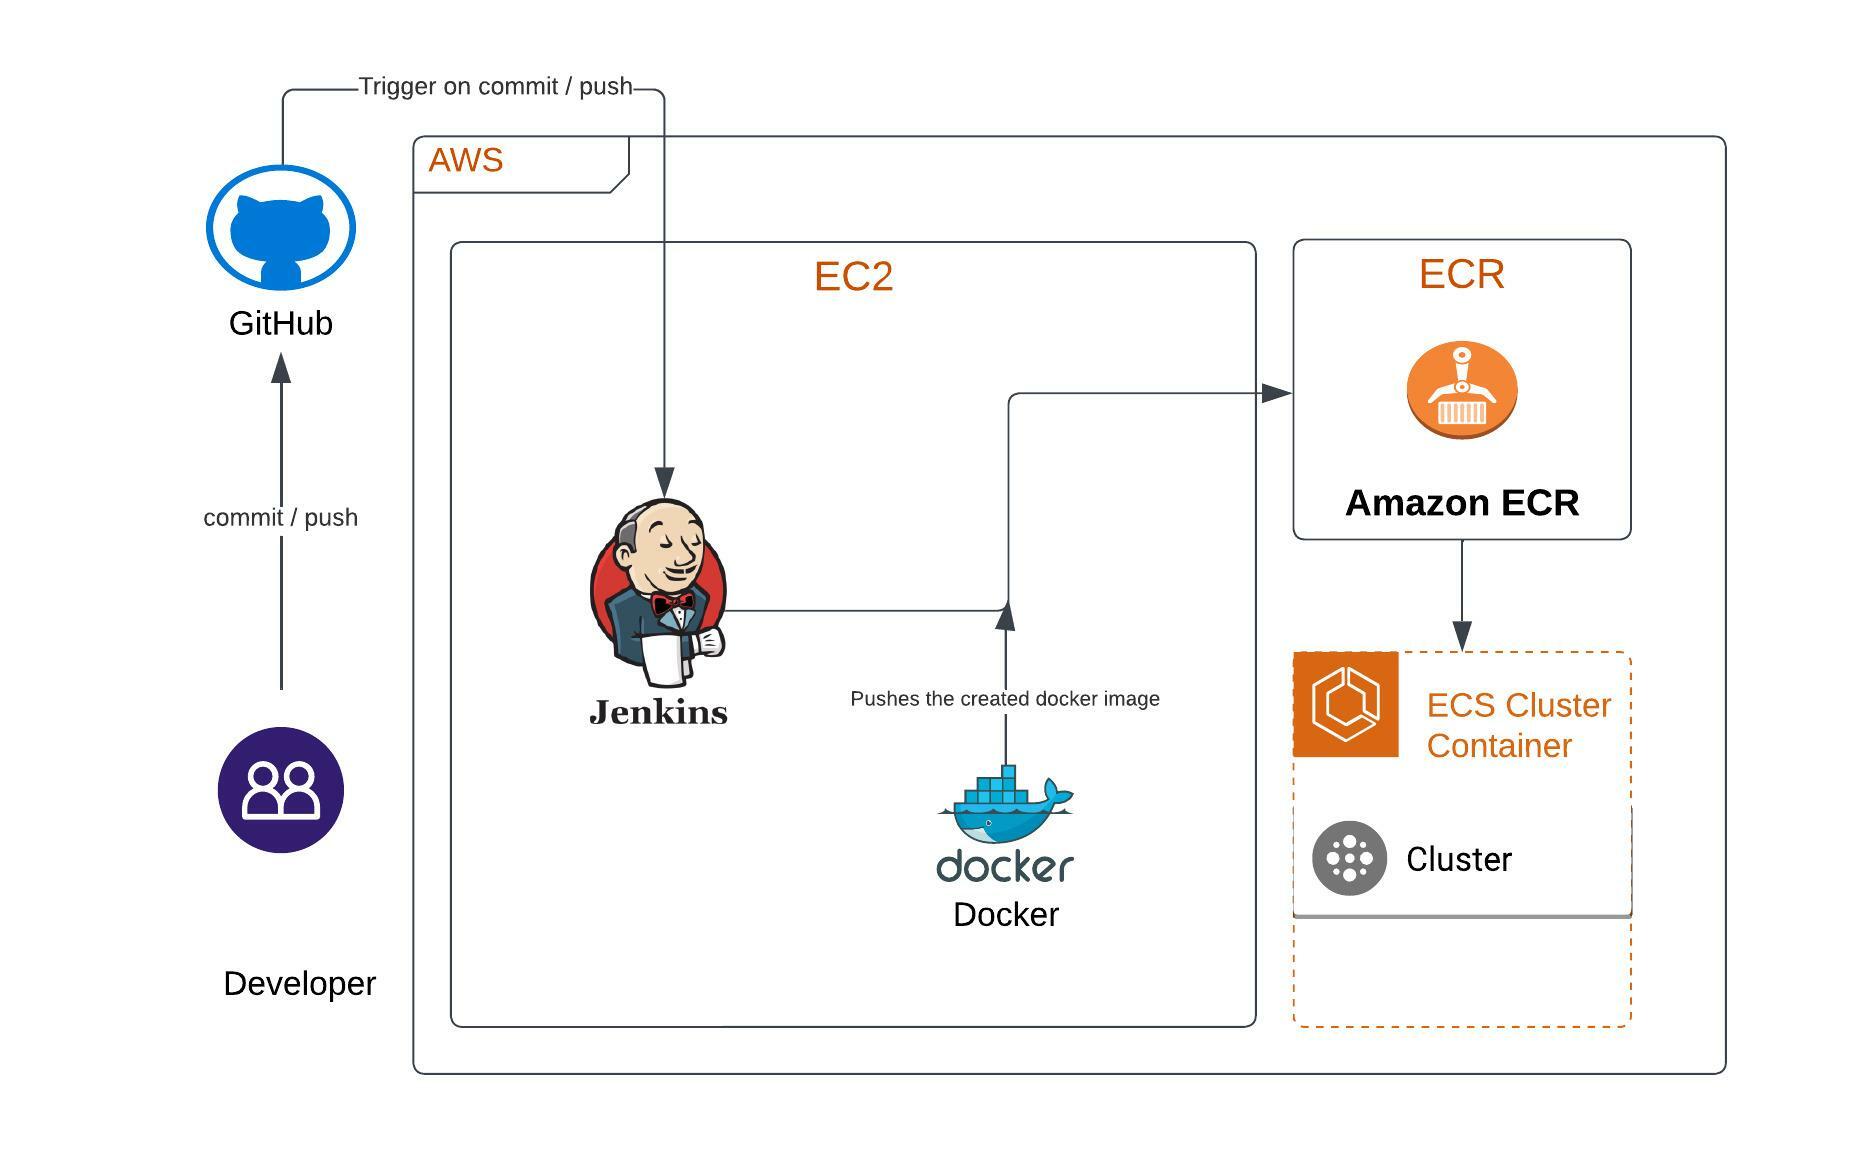 Trigger on commit / push
AWS
GitHub
EC2
ECR
Amazon ECR
commit / push
Jenkins
Pushes the created docker image
ECS Cluster
Container
docker
Docker
Cluster
Developer